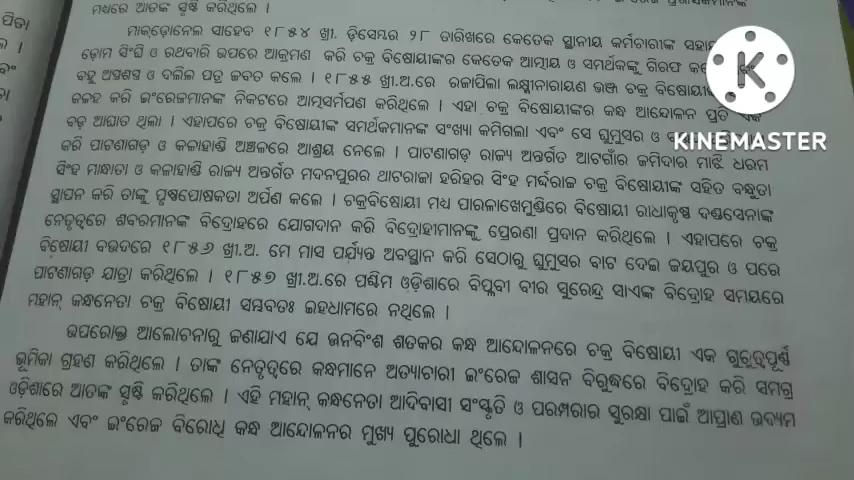 ମଧ୍ୟରେ ଆତଙ୍କ ସୃଷ୍ଟି କରିଥିଲେ ।
ମାକ୍‌ଡୋନେଲ ସାହେବ ୧୮୫୪ ଖ୍ରୀ. ଡ଼ିସେମ୍ବର ୨୮ ତାରିଖରେ କେତେକ ସ୍ଥାନୀୟ କର୍ମଚାରୀଙ୍କ
ଡୋମ ସିଂଘି ଓ ରଥବାରି ଉପରେ ଆକ୍ରମଣ କରି ଚକ୍ର ବିଷୋୟୀଙ୍କର କେତେକ ଆତ୍ମୀୟ ଓ ସମର୍ଥକଙ୍କୁ ଗିରଫ
ବହୁ ଅସ୍ତ୍ରଶସ୍ତ୍ର ଓ ଦଲିଲ ପତ୍ର ଜବତ କଲେ । ୧୮୫୫ ଖ୍ରୀ.ଅ.ରେ ରଜାପିଲା ଲକ୍ଷ୍ମୀନାରାୟଣ ଭଞ୍ଜ ଚକ୍ର
କଳହ କରି ଇଂରେଜମାନଙ୍କ ନିକଟରେ ଆତ୍ମସର୍ମପଣ କରିଥିଲେ । ଏହା ଚକ୍ର ବିଷୋୟୀଙ୍କର କନ୍ଧ ଆନ୍ଦୋଳନ ପ୍ରତି ଏକ
ବଡ଼ ଆଘାତ ଥିଲା । ଏହାପରେ ଚକ୍ର ବିଷୋୟୀଙ୍କ ସମର୍ଥକମାନଙ୍କ ସଂଖ୍ୟା କମିଗଲା ଏବଂ ସେ ଘୁମୁସର ଓ
କରି ପାଟଣାଗଡ଼ ଓ କଳାହାଣ୍ଡି ଅଞ୍ଚଳରେ ଆଶ୍ରୟ ନେଲେ । ପାଟଣାଗଡ଼ ରାଜ୍ୟ ଅନ୍ତର୍ଗତ ଆଟଗାଁର ଜମିଦାର ମାଝି ଧରମ
ସିଂହ ମାନ୍ଧାତା ଓ କଳାହାଣ୍ଡି ରାଜ୍ୟ ଅନ୍ତର୍ଗତ ମଦନପୁରର ଥାଟରାଜା ହରିହର ସିଂହ ମର୍ଦ୍ଦରାଜ ଚକ୍ର ବିଷୋୟୀଙ୍କ ସହିତ ବନ୍ଧୁତା
ସ୍ଥାପନ କରି ତାଙ୍କୁ ପୃଷ୍ଠପୋଷକତା ଅର୍ପଣ କଲେ । ଚକ୍ରବିଷୋୟୀ ମଧ୍ୟ ପାରଳାଖେମୁଣ୍ଡିରେ ବିଷୋୟୀ ରାଧାକୃଷ୍ଣ ଦଣ୍ଡସେନାଙ୍କ
ନେତୃତ୍ୱରେ ଶବରମାନଙ୍କ ବିଦ୍ରୋହରେ ଯୋଗଦାନ କରି ବିଦ୍ରୋହୀମାନଙ୍କୁ ପ୍ରେରଣା ପ୍ରଦାନ କରିଥିଲେ । ଏହାପରେ ଚକ୍ର
ବିଷୋୟୀ ବଉଦରେ ୧୮୫୬ ଖ୍ରୀ.ଅ. ମେ ମାସ ପର୍ଯ୍ୟନ୍ତ ଅବସ୍ଥାନ କରି ସେଠାରୁ ଘୁମୁସର ବାଟ ଦେଇ ଜୟପୁର ଓ ପରେ
ପାଟଣାଗଡ଼ ଯାତ୍ରା କରିଥିଲେ । ୧୮୫୭ ଖ୍ରୀ.ଅ.ରେ ପଶ୍ଚିମ ଓଡ଼ିଶାରେ ବିପ୍ଳବୀ ବୀର ସୁରେନ୍ଦ୍ର ସାଏଙ୍କ ବିଦ୍ରୋହ ସମୟରେ
ମହାନ୍ କନ୍ଧନେତା ଚକ୍ର ବିଷୋୟୀ ସମ୍ଭବତଃ ଇହଧାମରେ ନଥିଲେ ।
ଉପରୋକ୍ତ ଆଲୋଚନାରୁ ଜଣାଯାଏ ଯେ ଊନବିଂଶ ଶତକର କନ୍ଧ ଆନ୍ଦୋଳନରେ ଚକ୍ର ବିଷୋୟୀ ଏକ ଗୁରୁତ୍ୱପୂର୍ଣ୍ଣ
ଭୂମିକା ଗ୍ରହଣ କରିଥିଲେ । ତାଙ୍କ ନେତୃତ୍ୱରେ କନ୍ଧମାନେ ଅତ୍ୟାଚାରୀ ଇଂରେଜ ଶାସନ ବିରୁଦ୍ଧରେ ବିଦ୍ରୋହ କରି ସମଗ୍ର
ଓଡ଼ିଶାରେ ଆତଙ୍କ ସୃଷ୍ଟି କରିଥିଲେ । ଏହି ମହାନ୍ କନ୍ଧନେତା ଆଦିବାସୀ ସଂସ୍କୃତି ଓ ପରମ୍ପରାର ସୁରକ୍ଷା ପାଇଁ ଆପ୍ରାଣ ଉଦ୍ୟମ
କରିଥିଲେ ଏବଂ ଇଂରେଜ ବିରୋଧି କନ୍ଧ ଆନ୍ଦୋଳନର ମୁଖ୍ୟ ପୁରୋଧା ଥିଲେ ।
KINEMASTER